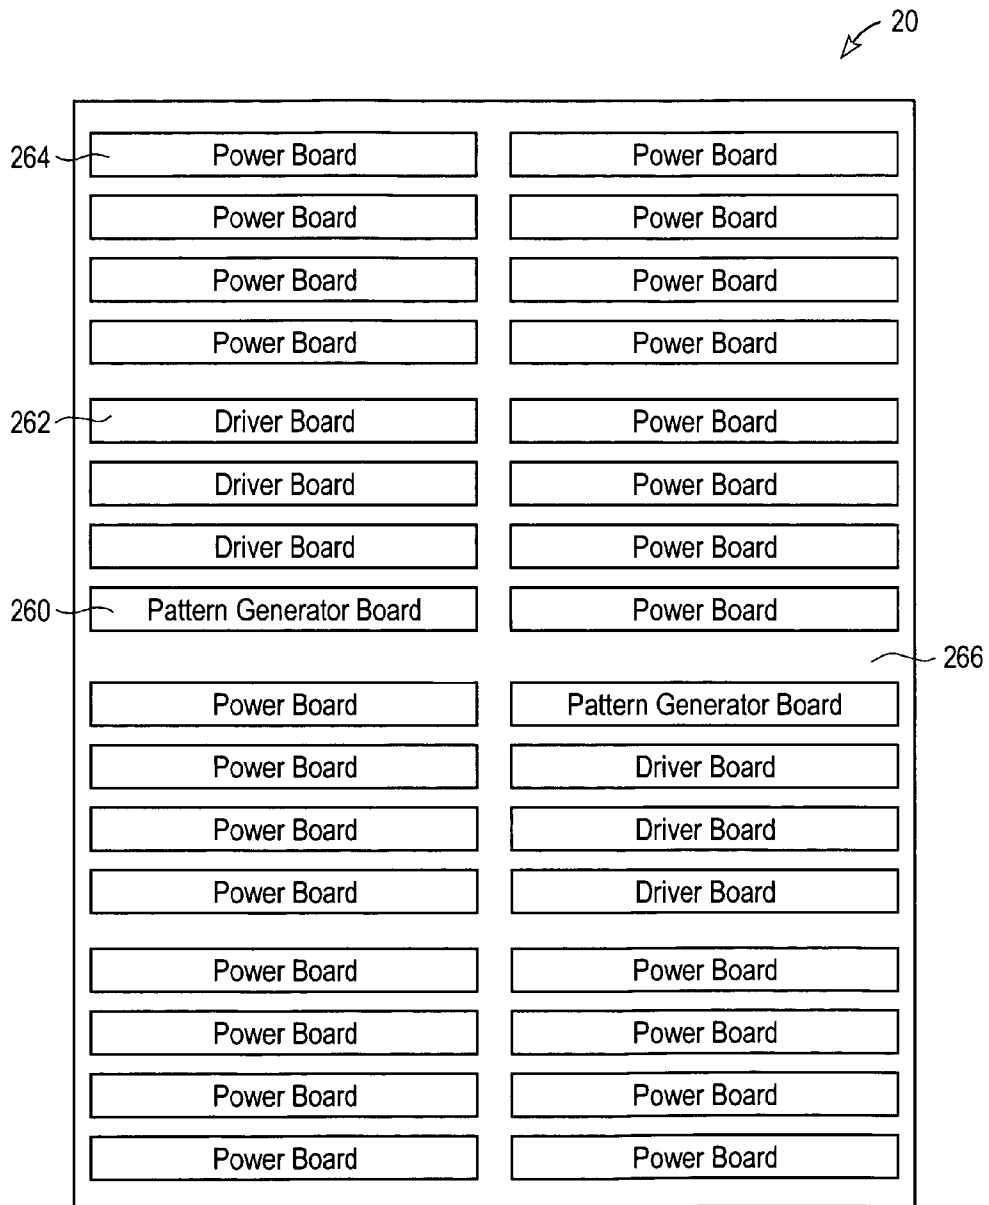 20
264 Power Board Power Board
Power Board Power Board
Power Board Power Board
Power Board Power Board
262 Driver Board Power Board
Driver Board Power Board
Driver Board Power Board
260 Pattern Generator Board Power Board
266
Power Board Pattern Generator Board
Power Board Driver Board
Power Board Driver Board
Power Board Driver Board
Power Board Power Board
Power Board Power Board
Power Board Power Board
Power Board Power Board